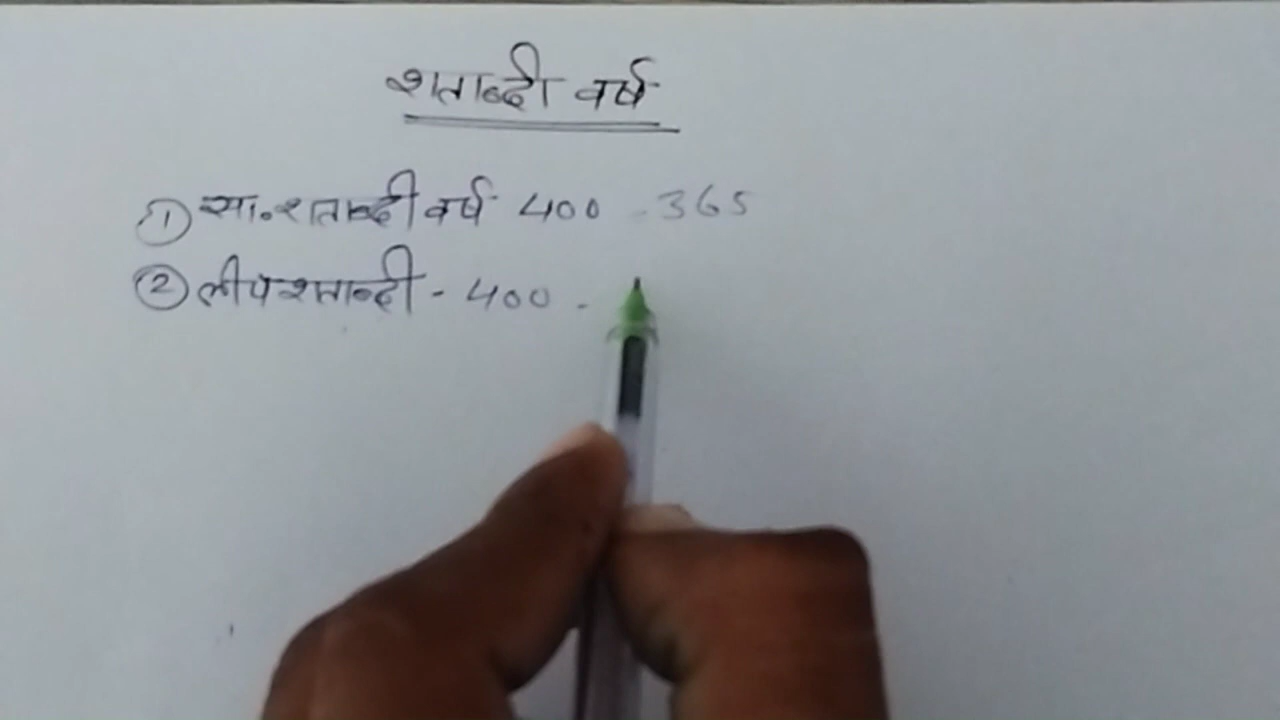 शताब्दी वर्ष
① सा. शताब्दी वर्ष 400 - 365
② लीप शताब्दी - 400 -